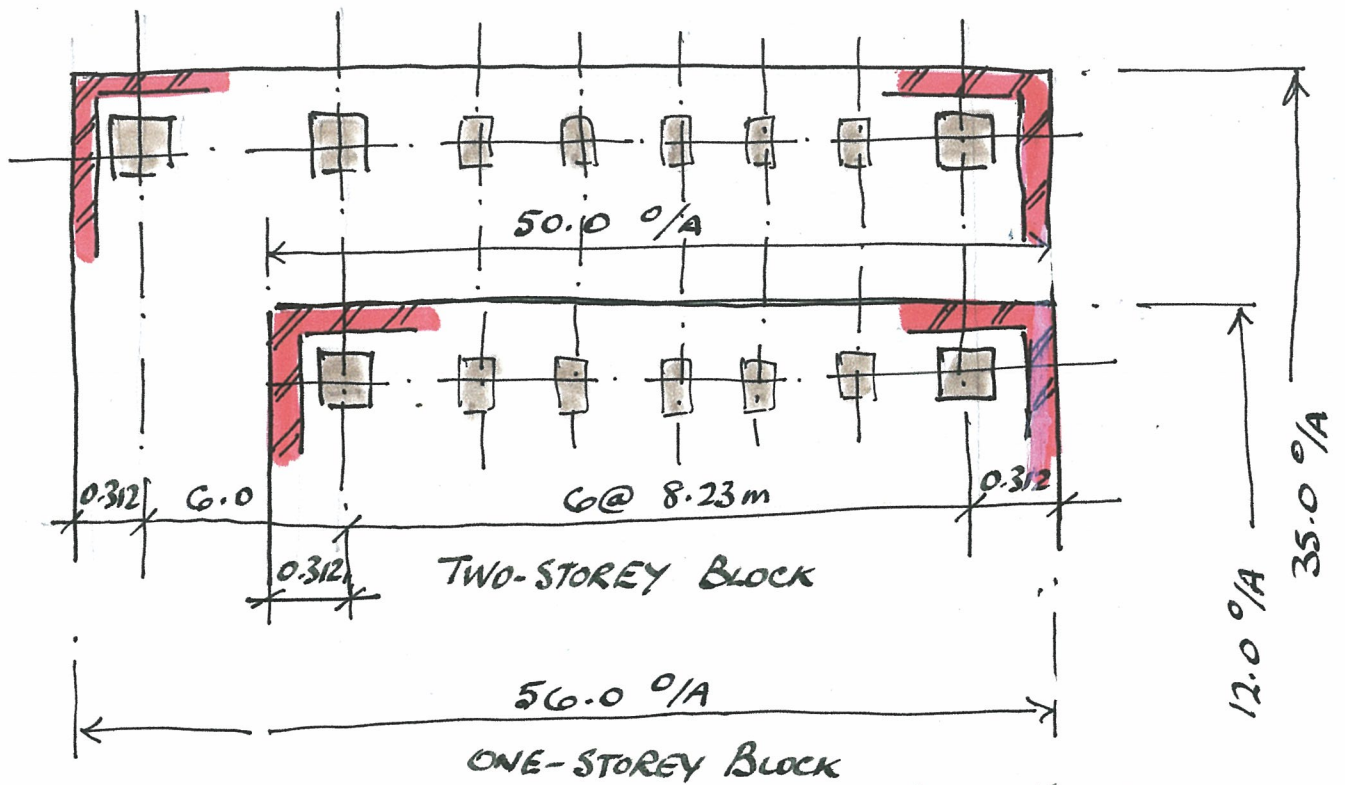 50.0 O/A
0.312
6.0
6@ 8.23m
0.312
0.312
TWO-STOREY BLOCK
56.0 O/A
ONE-STOREY BLOCK
12.0 O/A
35.0 O/A